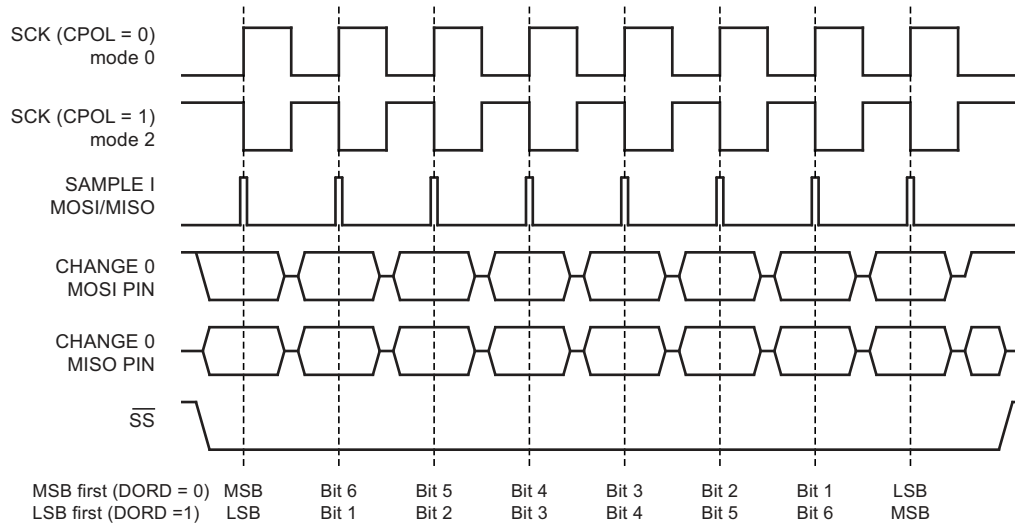 SCK (CPOL = 0)
mode 0
SCK (CPOL = 1)
mode 2
SAMPLE I
MOSI/MISO
CHANGE 0
MOSI PIN
CHANGE 0
MISO PIN
SS
MSB first (DORD = 0) MSB Bit 6 Bit 5 Bit 4 Bit 3 Bit 2 Bit 1 LSB
LSB first (DORD =1) LSB Bit 1 Bit 2 Bit 3 Bit 4 Bit 5 Bit 6 MSB